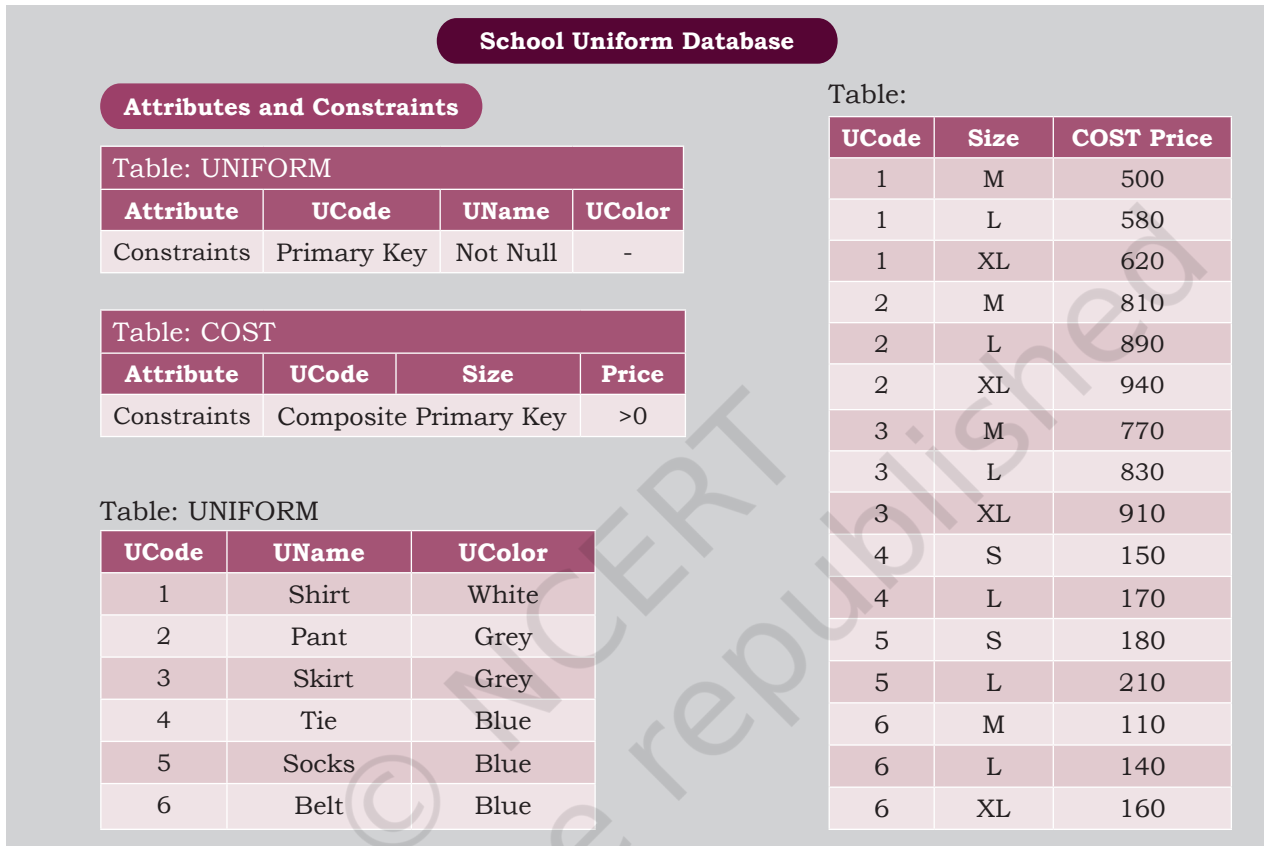 School Uniform Database
Attributes and Constraints
Table: UNIFORM
Attribute UCode UName UColor
Constraints Primary Key Not Null -
Table: COST
Attribute UCode Size Price
Constraints Composite Primary Key >0
Table: UNIFORM
UCode UName UColor
1 Shirt White
2 Pant Grey
3 Skirt Grey
4 Tie Blue
5 Socks Blue
6 Belt Blue
Table:
UCode Size COST Price
1 M 500
1 L 580
1 XL 620
2 M 810
2 L 890
2 XL 940
3 M 770
3 L 830
3 XL 910
4 S 150
4 L 170
5 S 180
5 L 210
6 M 110
6 L 140
6 XL 160
© NCERT
e republished